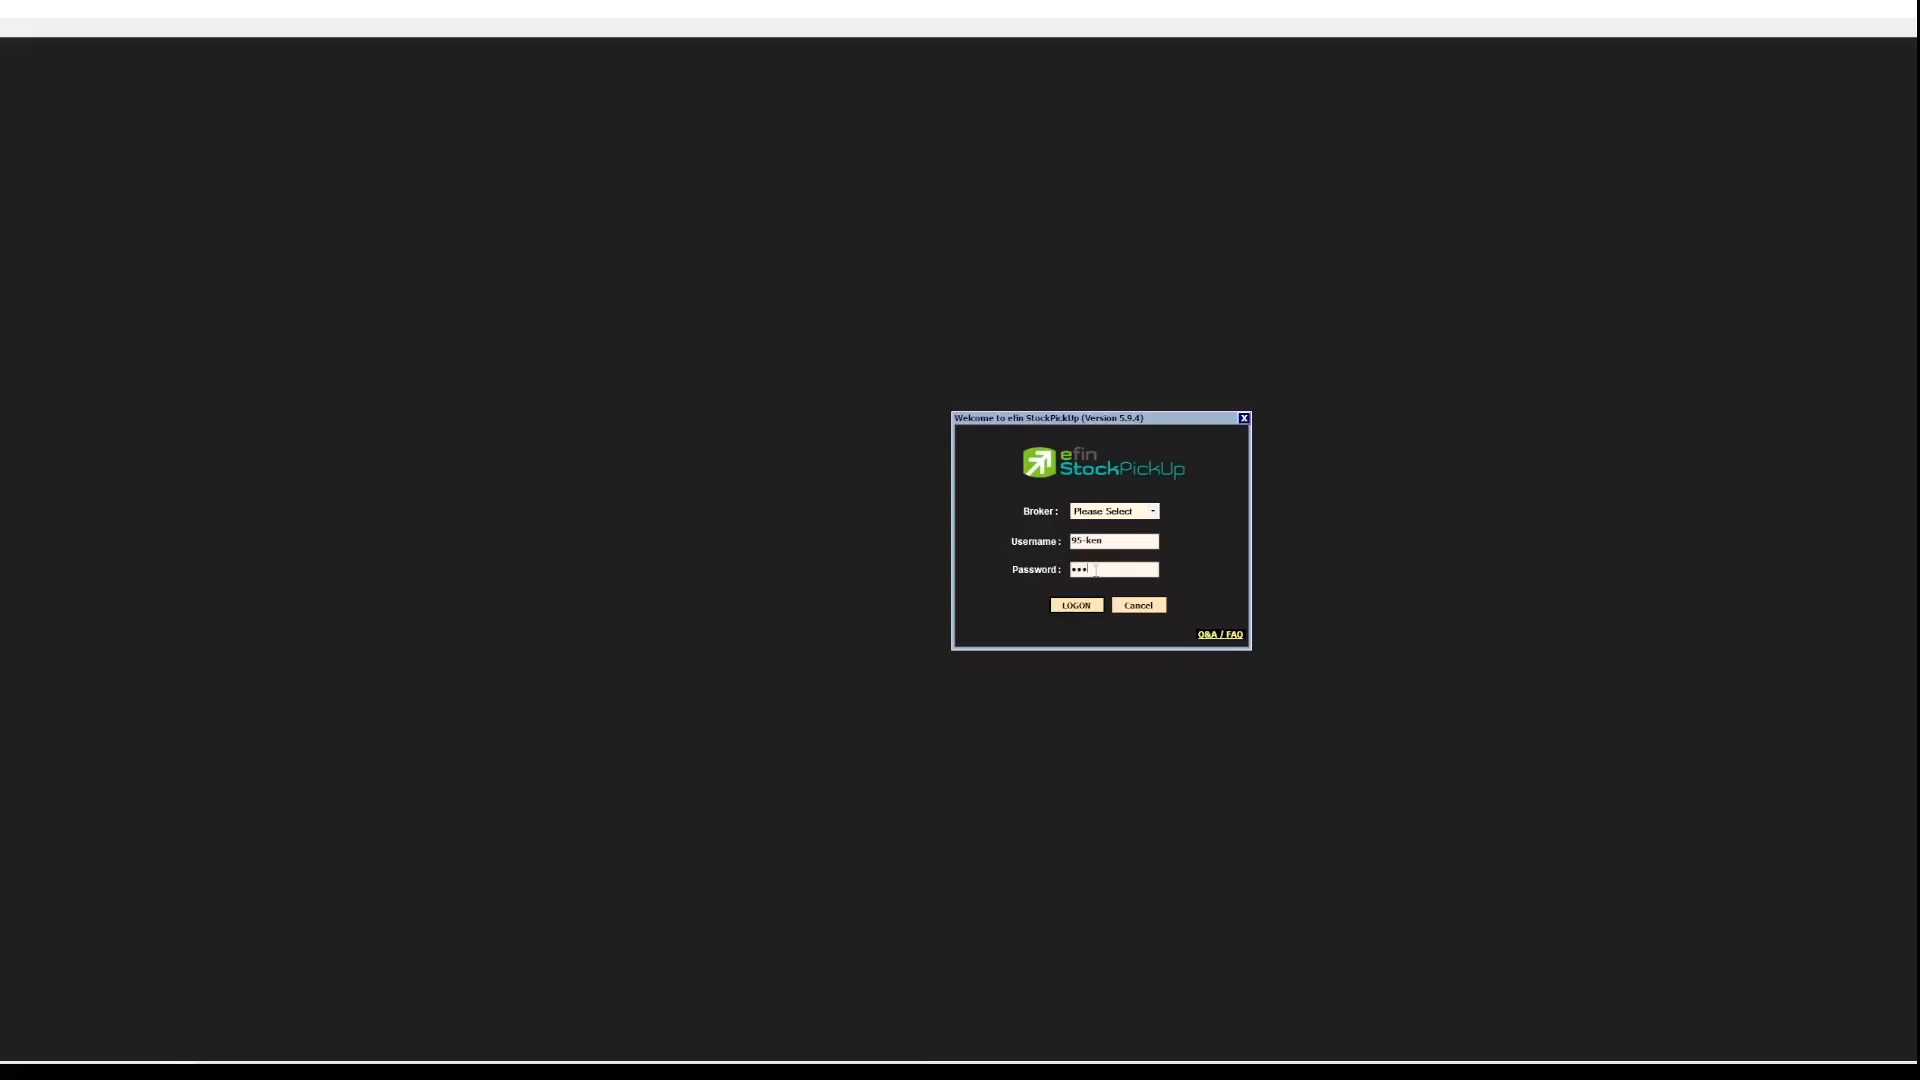 Welcome to efin StockPickUp (Version 5.9.4)
X
efin
StockPickUp
Broker : Please Select
Username : 95-ken
Password : •••
LOGON Cancel
Q&A / FAQ